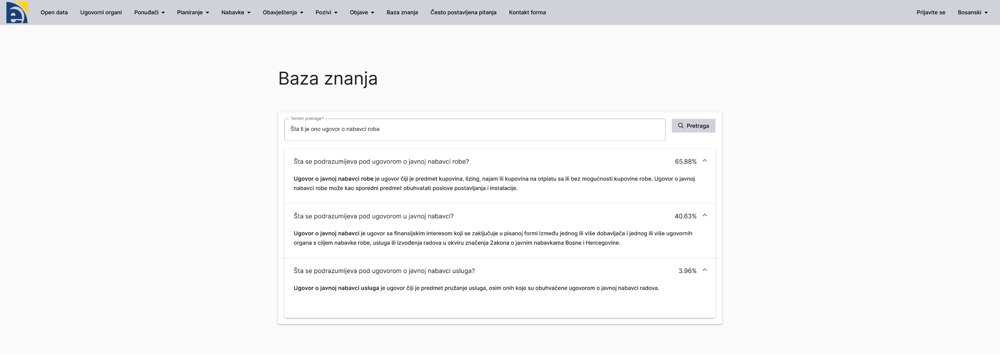 Open data Ugovorni organi Ponuđači Planiranje Nabavke Obavještenja Pozivi Objave Baza znanja Često postavljena pitanja Kontakt forma Prijavite se Bosanski
Baza znanja
Termin pretrage*
Šta li je ono ugovor o nabavci roba
Pretraga
Šta se podrazumijeva pod ugovorom o javnoj nabavci robe? 65.88%
Ugovor o javnoj nabavci robe je ugovor čiji je predmet kupovina, lizing, najam ili kupovina na otplatu sa ili bez mogućnosti kupovine robe. Ugovor o javnoj
nabavci robe može kao sporedni predmet obuhvatati poslove postavljanja i instalacije.
Šta se podrazumijeva pod ugovorom u javnoj nabavci? 40.63%
Ugovor o javnoj nabavci je ugovor sa finansijskim interesom koji se zaključuje u pisanoj formi između jednog ili više dobavljača i jednog ili više ugovornih
organa s ciljem nabavke robe, usluga ili izvođenja radova u okviru značenja Zakona o javnim nabavkama Bosne i Hercegovine.
Šta se podrazumijeva pod ugovorom o javnoj nabavci usluga? 3.96%
Ugovor o javnoj nabavci usluga je ugovor čiji je predmet pružanje usluga, osim onih koje su obuhvaćene ugovorom o javnoj nabavci radova.